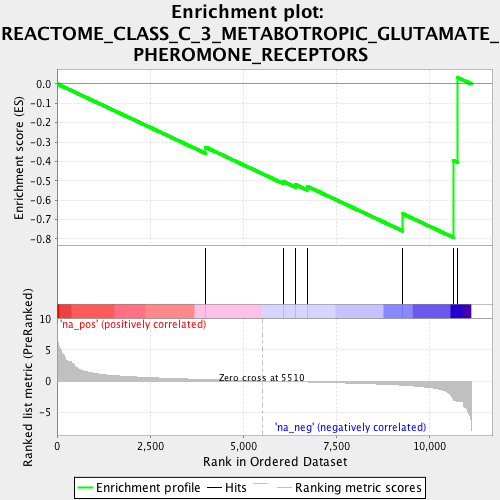 Enrichment plot:
REACTOME_CLASS_C_3_METABOTROPIC_GLUTAMATE_
PHEROMONE_RECEPTORS
Enrichment score (ES)
0.0
-0.1
-0.2
-0.3
-0.4
-0.5
-0.6
-0.7
-0.8
Ranked list metric (PreRanked)
10
5
0
-5
'na_pos' (positively correlated)
Zero cross at 5510
'na_neg' (negatively correlated)
0
2,500
5,000
7,500
10,000
Rank in Ordered Dataset
Enrichment profile
Hits
Ranking metric scores